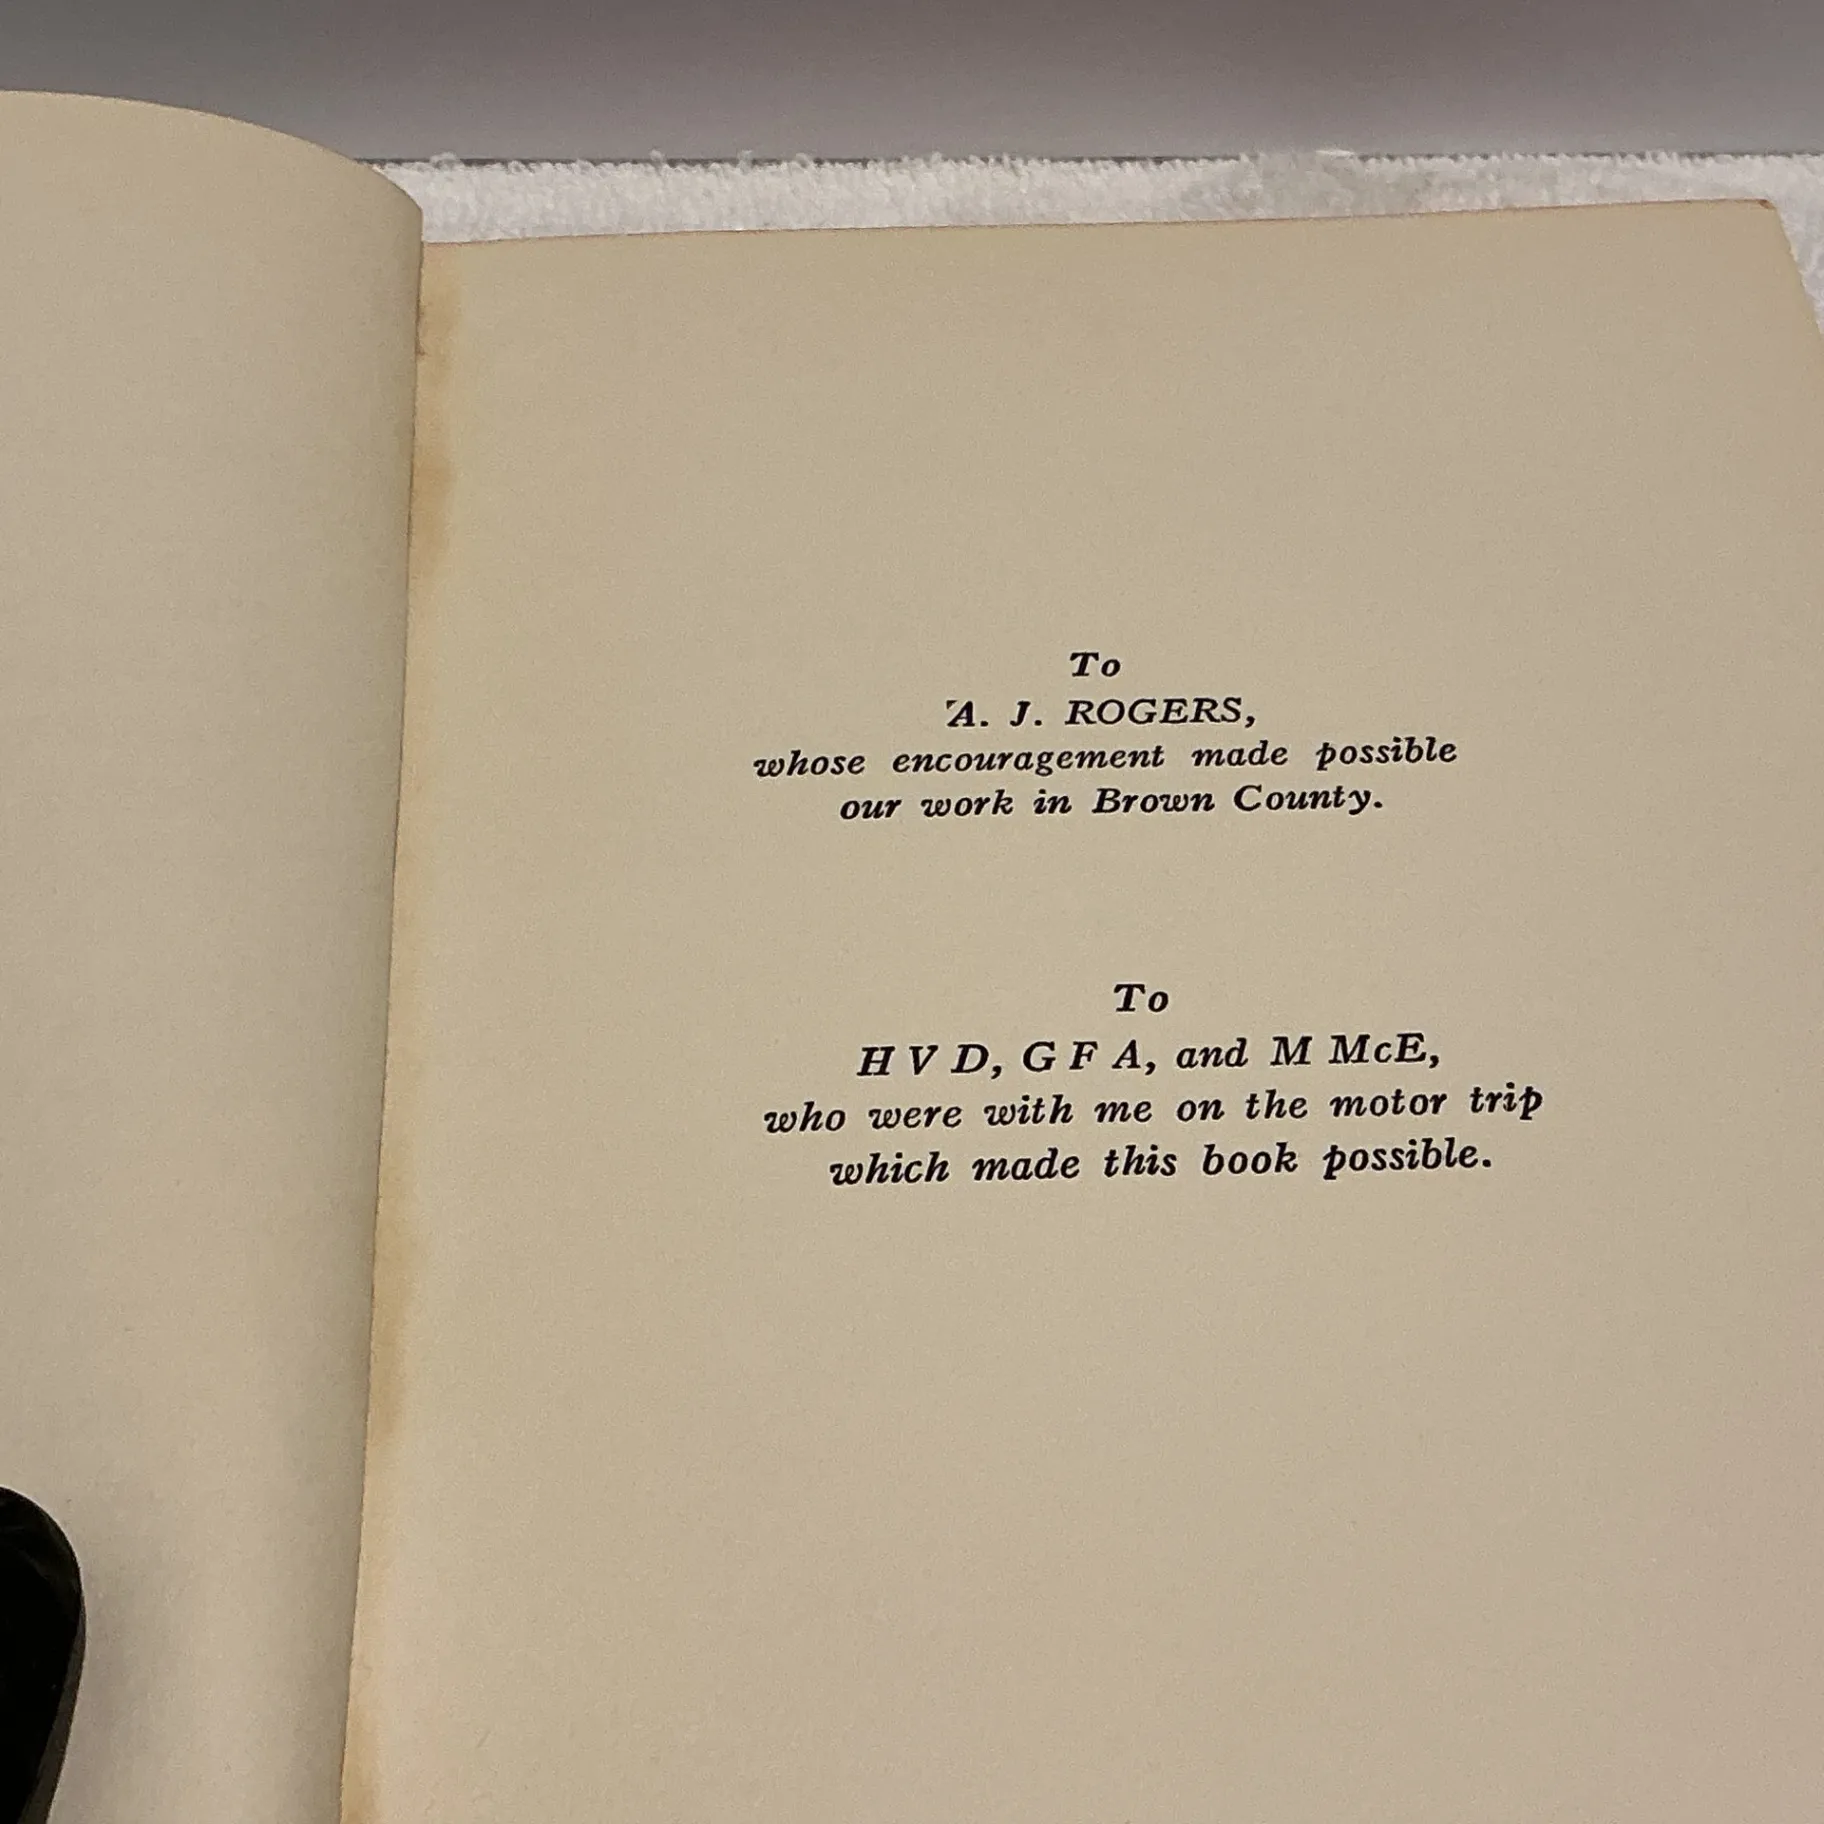 To
A. J. ROGERS,
whose encouragement made possible
our work in Brown County.
To
H V D, G F A, and M McE,
who were with me on the motor trip
which made this book possible.